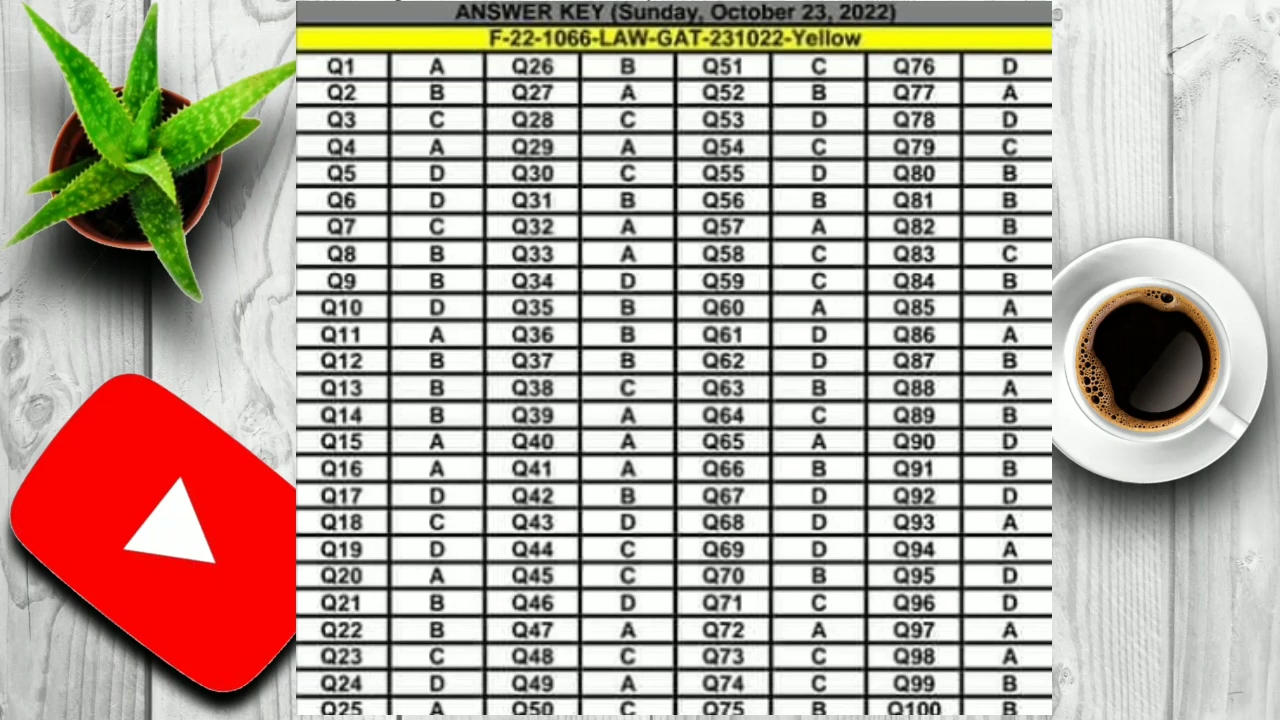 ANSWER KEY (Sunday, October 23, 2022)
F-22-1066-LAW-GAT-231022-Yellow
Q1 A Q26 B Q51 C Q76 D
Q2 B Q27 A Q52 B Q77 A
Q3 C Q28 C Q53 D Q78 D
Q4 A Q29 A Q54 C Q79 C
Q5 D Q30 C Q55 D Q80 B
Q6 D Q31 B Q56 B Q81 B
Q7 C Q32 A Q57 A Q82 B
Q8 B Q33 A Q58 C Q83 C
Q9 B Q34 D Q59 C Q84 B
Q10 D Q35 B Q60 A Q85 A
Q11 A Q36 B Q61 D Q86 A
Q12 B Q37 B Q62 D Q87 B
Q13 B Q38 C Q63 B Q88 A
Q14 B Q39 A Q64 C Q89 B
Q15 A Q40 A Q65 A Q90 D
Q16 A Q41 A Q66 B Q91 B
Q17 D Q42 B Q67 D Q92 D
Q18 C Q43 D Q68 D Q93 A
Q19 D Q44 C Q69 D Q94 A
Q20 A Q45 C Q70 B Q95 D
Q21 B Q46 D Q71 C Q96 D
Q22 B Q47 A Q72 A Q97 A
Q23 C Q48 C Q73 C Q98 A
Q24 D Q49 A Q74 C Q99 B
Q25 A Q50 C Q75 B Q100 B